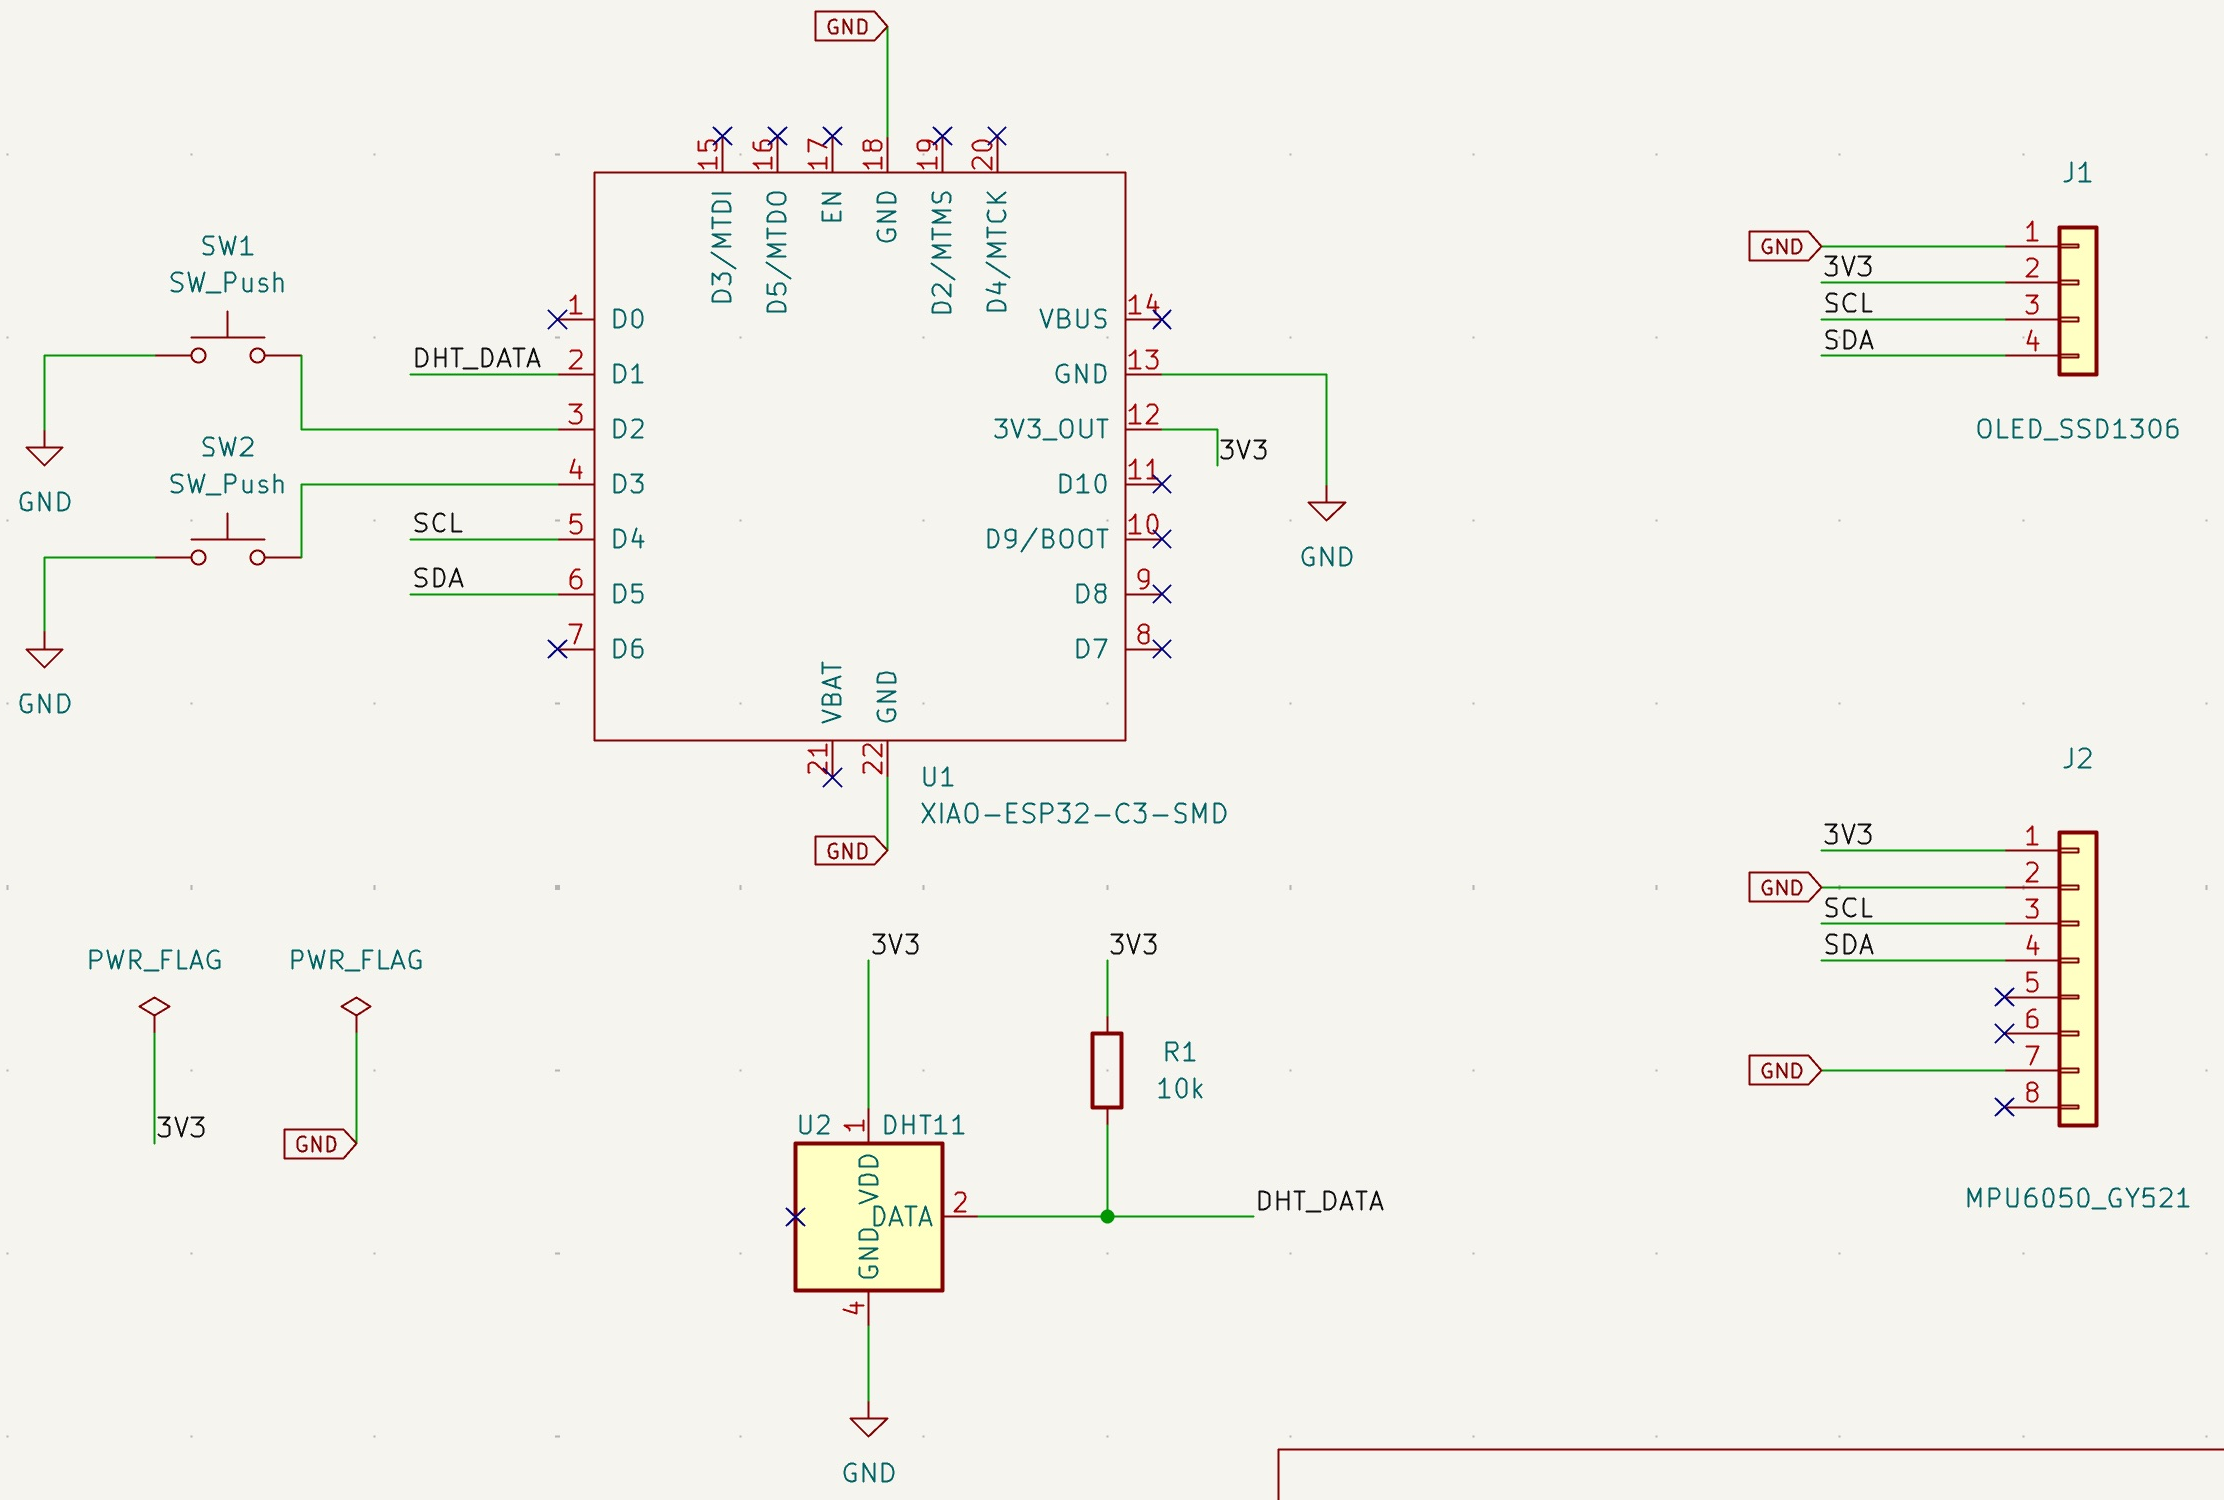 GND
15
16
17
18
19
20
D3/MTDI
D5/MTDO
EN
GND
D2/MTMS
D4/MTCK
SW1
SW_Push
GND
SW2
SW_Push
GND
DHT_DATA
SCL
SDA
1 D0
2 D1
3 D2
4 D3
5 D4
6 D5
7 D6
VBUS 14
GND 13
3V3_OUT 12
D10 11
D9/BOOT 10
D8 9
D7 8
3V3
GND
VBAT
GND
21
22
U1
XIAO-ESP32-C3-SMD
GND
J1
GND 1
3V3 2
SCL 3
SDA 4
OLED_SSD1306
J2
3V3 1
GND 2
SCL 3
SDA 4
5
6
GND 7
8
MPU6050_GY521
PWR_FLAG
3V3
PWR_FLAG
GND
3V3
3V3
R1
10k
U2
DHT11
1
VDD
DATA 2
GND
4
DHT_DATA
GND